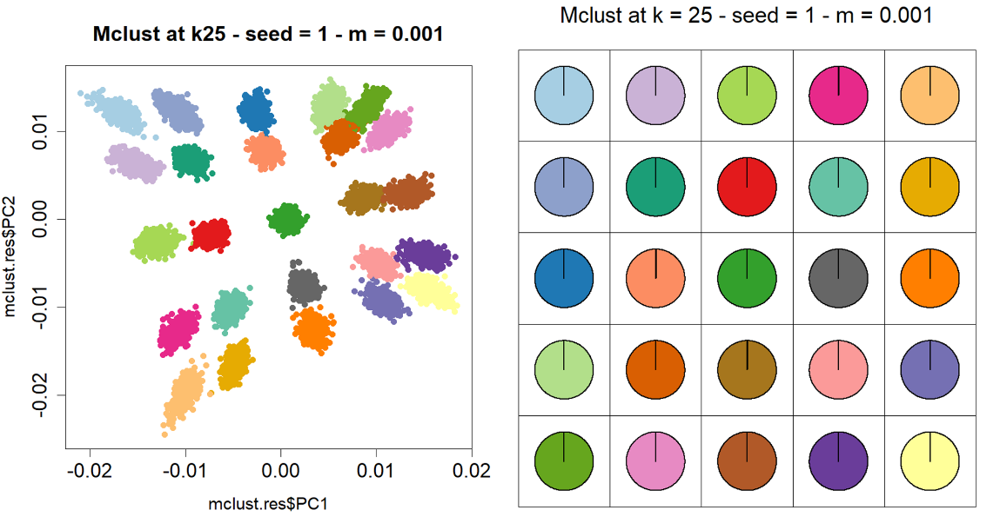 Mclust at k25 - seed = 1 - m = 0.001
Mclust at k = 25 - seed = 1 - m = 0.001
mclust.res$PC2
0.01
0.00
-0.01
-0.02
-0.02 -0.01 0.00 0.01 0.02
mclust.res$PC1